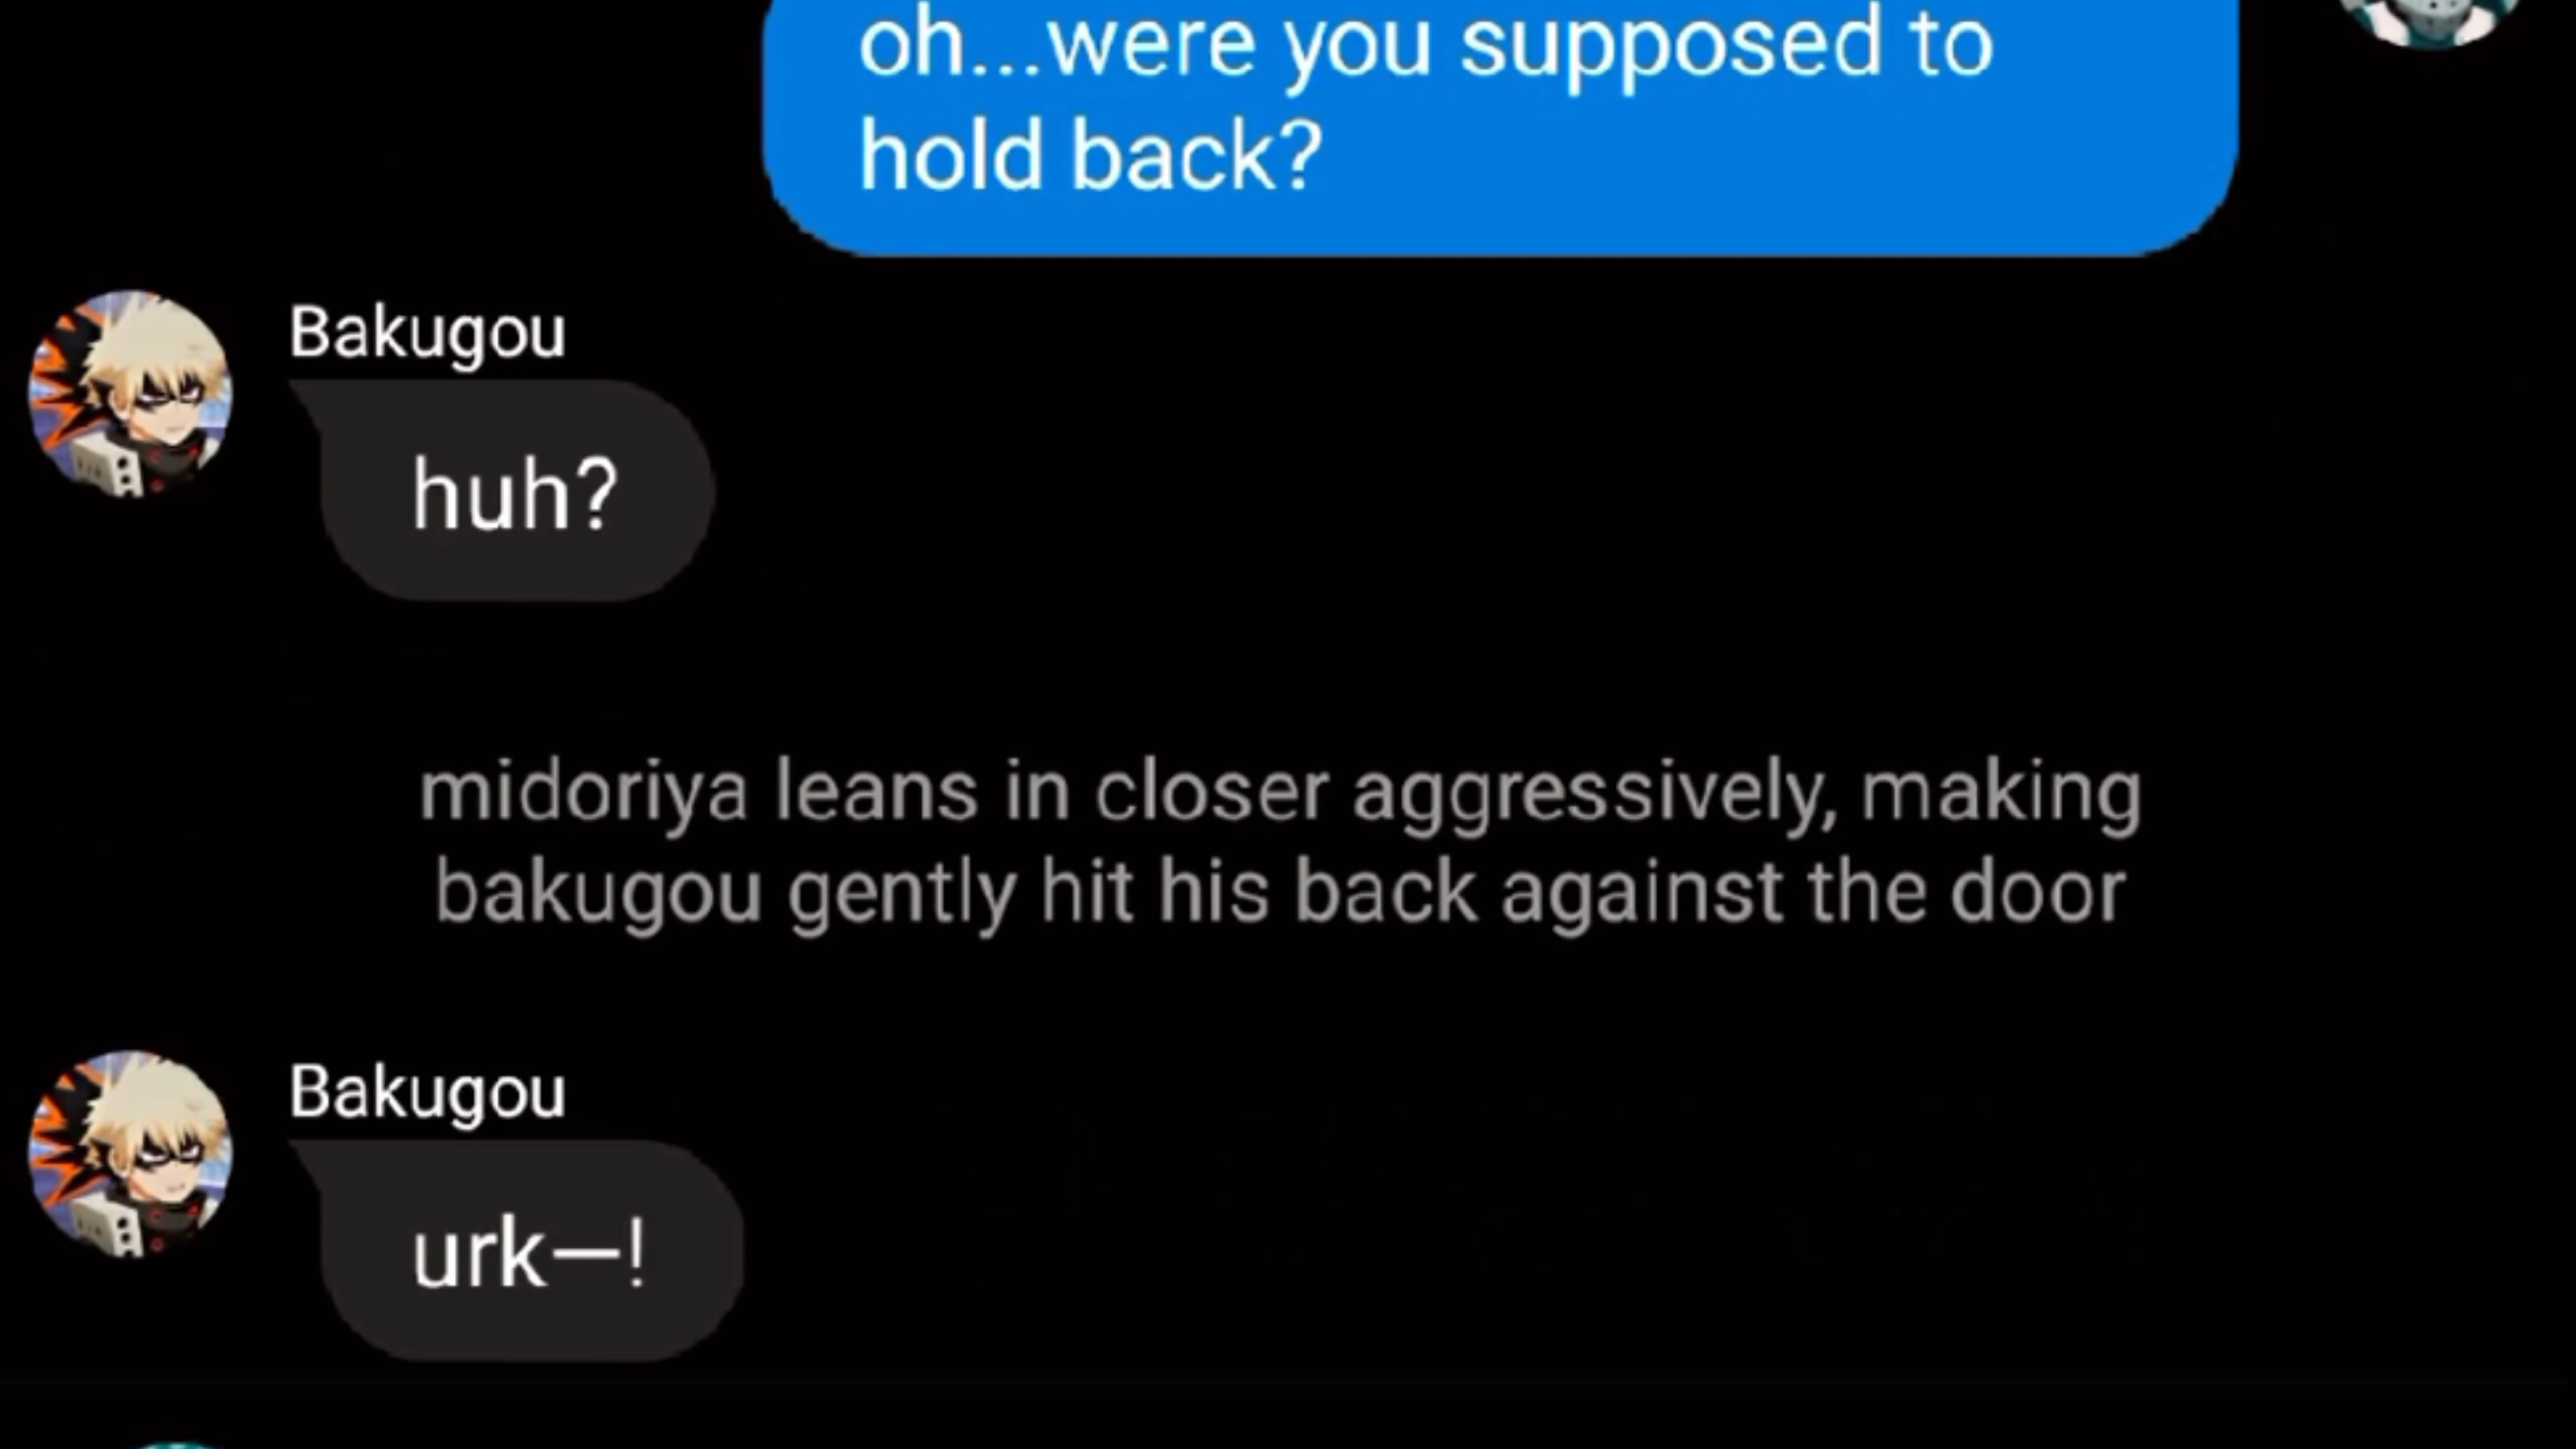 oh...were you supposed to
hold back?
Bakugou
huh?
midoriya leans in closer aggressively, making
bakugou gently hit his back against the door
Bakugou
urk—!